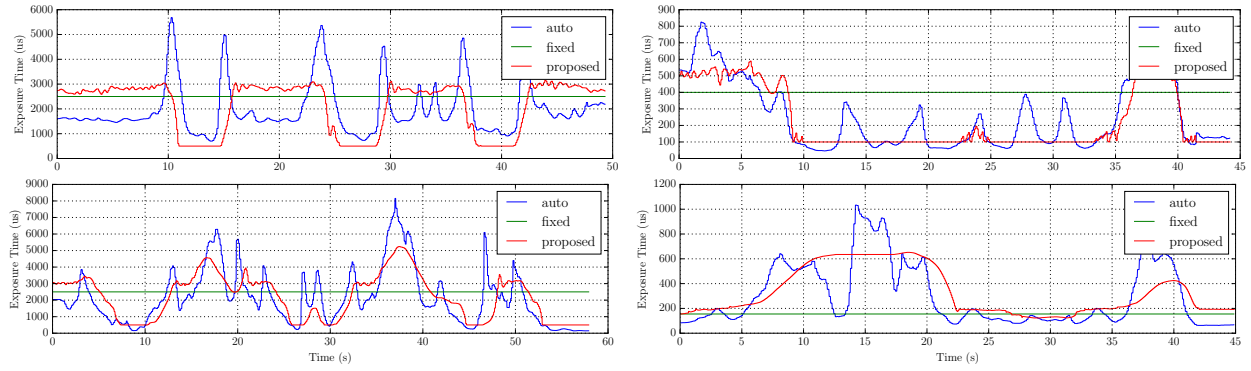 6000
5000
4000
3000
2000
1000
0
Exposure Time (us)
auto
fixed
proposed
0 10 20 30 40 50
900
800
700
600
500
400
300
200
100
0
Exposure Time (us)
auto
fixed
proposed
0 5 10 15 20 25 30 35 40 45
9000
8000
7000
6000
5000
4000
3000
2000
1000
0
Exposure Time (us)
auto
fixed
proposed
0 10 20 30 40 50 60
Time (s)
1200
1000
800
600
400
200
0
Exposure Time (us)
auto
fixed
proposed
0 5 10 15 20 25 30 35 40 45
Time (s)